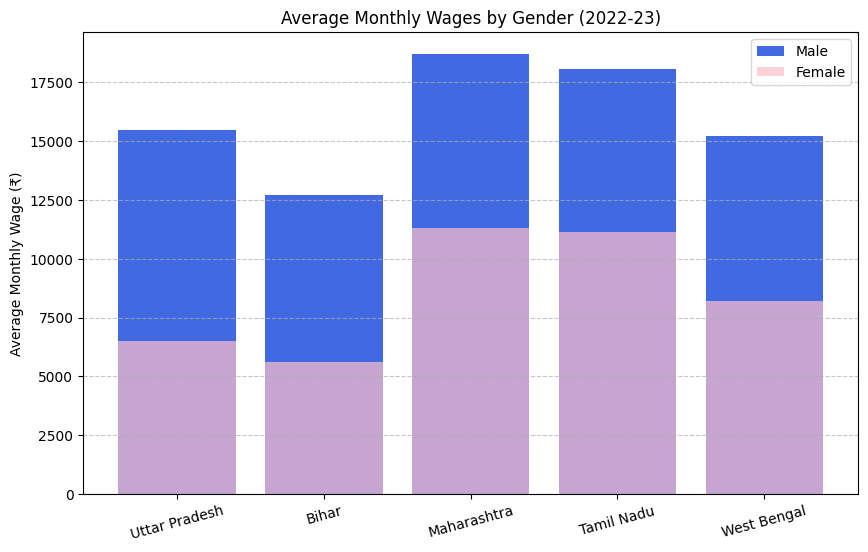 Average Monthly Wages by Gender (2022-23)
Male
Female
Average Monthly Wage (₹)
17500
15000
12500
10000
7500
5000
2500
0
Uttar Pradesh
Bihar
Maharashtra
Tamil Nadu
West Bengal